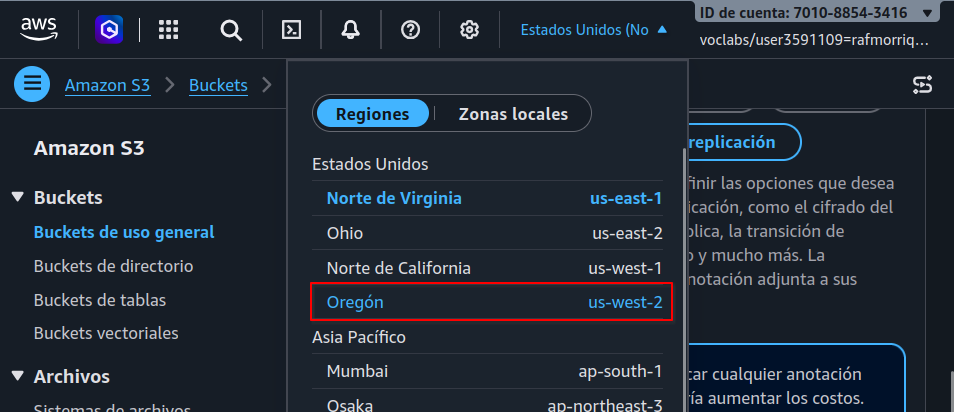 aws
Estados Unidos (No
ID de cuenta: 7010-8854-3416
voclabs/user3591109=rafmorriq...
Amazon S3
Buckets
Amazon S3
Buckets
Buckets de uso general
Buckets de directorio
Buckets de tablas
Buckets vectoriales
Archivos
Sistemas de archivos
Regiones
Zonas locales
Estados Unidos
Norte de Virginia us-east-1
Ohio us-east-2
Norte de California us-west-1
Oregón us-west-2
Asia Pacífico
Mumbai ap-south-1
Osaka ap-northeast-3
replicación
finir las opciones que desea
icación, como el cifrado del
plica, la transición de
o y mucho más. La
notación adjunta a sus
car cualquier anotación
ría aumentar los costos.